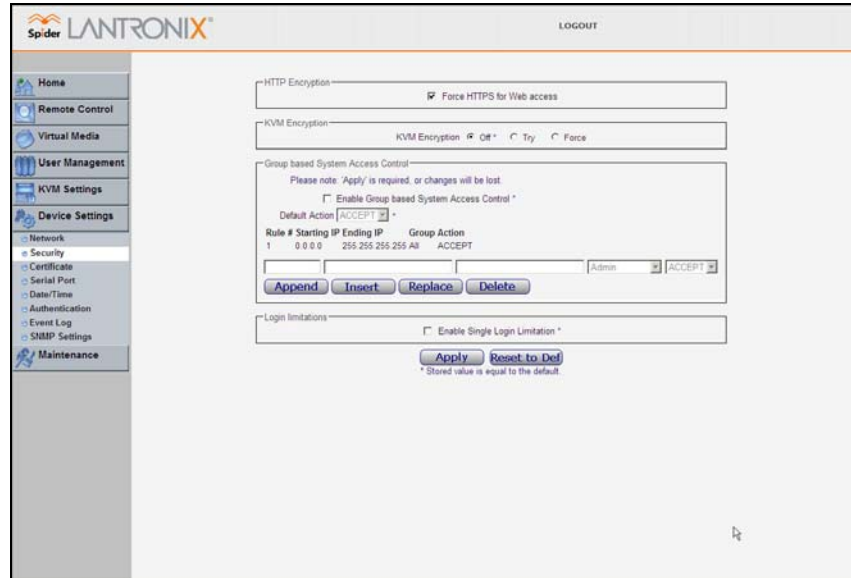 Spider LANTRONIX®
LOGOUT
Home
Remote Control
Virtual Media
User Management
KVM Settings
Device Settings
Network
Security
Certificate
Serial Port
Date/Time
Authentication
Event Log
SNMP Settings
Maintenance
HTTP Encryption
Force HTTPS for Web access
KVM Encryption
KVM Encryption Off * Try Force
Group based System Access Control
Please note: 'Apply' is required, or changes will be lost.
Enable Group based System Access Control *
Default Action ACCEPT *
Rule # Starting IP Ending IP Group Action
1 0.0.0.0 255.255.255.255 All ACCEPT
Admin ACCEPT
Append Insert Replace Delete
Login limitations
Enable Single Login Limitation *
Apply Reset to Def
* Stored value is equal to the default.